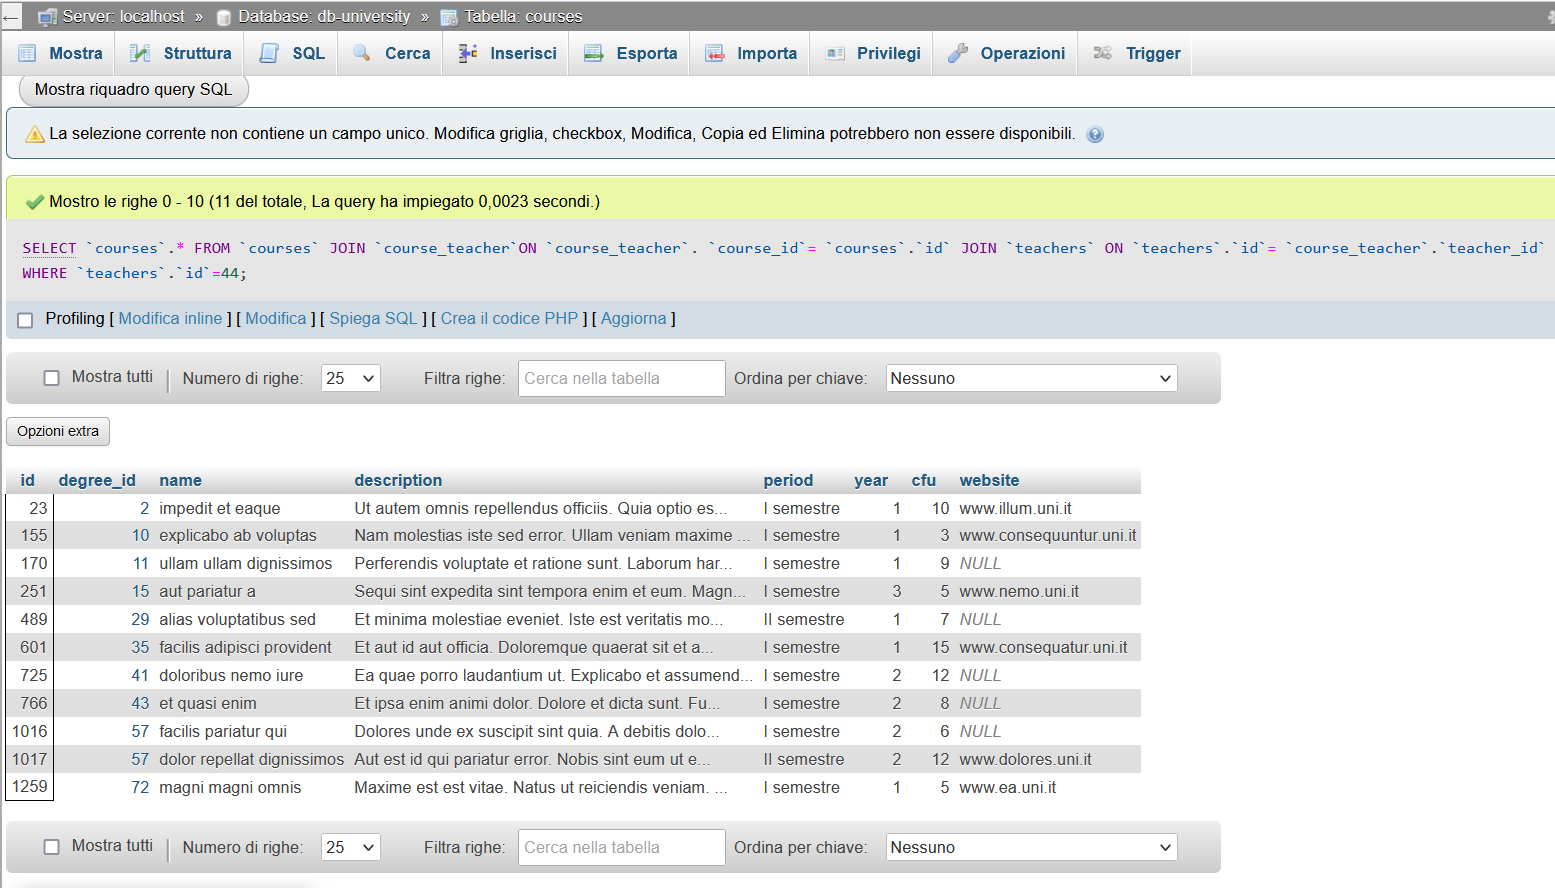 ← Server: localhost » Database: db-university » Tabella: courses
Mostra Struttura SQL Cerca Inserisci Esporta Importa Privilegi Operazioni Trigger
Mostra riquadro query SQL
La selezione corrente non contiene un campo unico. Modifica griglia, checkbox, Modifica, Copia ed Elimina potrebbero non essere disponibili.
Mostro le righe 0 - 10 (11 del totale, La query ha impiegato 0,0023 secondi.)
SELECT `courses`.* FROM `courses` JOIN `course_teacher`ON `course_teacher`. `course_id`= `courses`.`id` JOIN `teachers` ON `teachers`.`id`= `course_teacher`.`teacher_id`
WHERE `teachers`.`id`=44;
Profiling [ Modifica inline ] [ Modifica ] [ Spiega SQL ] [ Crea il codice PHP ] [ Aggiorna ]
Mostra tutti | Numero di righe: 25 Filtra righe: Cerca nella tabella Ordina per chiave: Nessuno
Opzioni extra
id degree_id name description period year cfu website
23 2 impedit et eaque Ut autem omnis repellendus officiis. Quia optio es... I semestre 1 10 www.illum.uni.it
155 10 explicabo ab voluptas Nam molestias iste sed error. Ullam veniam maxime ... I semestre 1 3 www.consequuntur.uni.it
170 11 ullam ullam dignissimos Perferendis voluptate et ratione sunt. Laborum har... I semestre 1 9 NULL
251 15 aut pariatur a Sequi sint expedita sint tempora enim et eum. Magn... I semestre 3 5 www.nemo.uni.it
489 29 alias voluptatibus sed Et minima molestiae eveniet. Iste est veritatis mo... II semestre 1 7 NULL
601 35 facilis adipisci provident Et aut id aut officia. Doloremque quaerat sit et a... I semestre 1 15 www.consequatur.uni.it
725 41 doloribus nemo iure Ea quae porro laudantium ut. Explicabo et assumend... I semestre 2 12 NULL
766 43 et quasi enim Et ipsa enim animi dolor. Dolore et dicta sunt. Fu... I semestre 2 8 NULL
1016 57 facilis pariatur qui Dolores unde ex suscipit sint quia. A debitis dolo... I semestre 2 6 NULL
1017 57 dolor repellat dignissimos Aut est id qui pariatur error. Nobis sint eum ut e... II semestre 2 12 www.dolores.uni.it
1259 72 magni magni omnis Maxime est est vitae. Natus ut reiciendis veniam. ... I semestre 1 5 www.ea.uni.it
Mostra tutti | Numero di righe: 25 Filtra righe: Cerca nella tabella Ordina per chiave: Nessuno